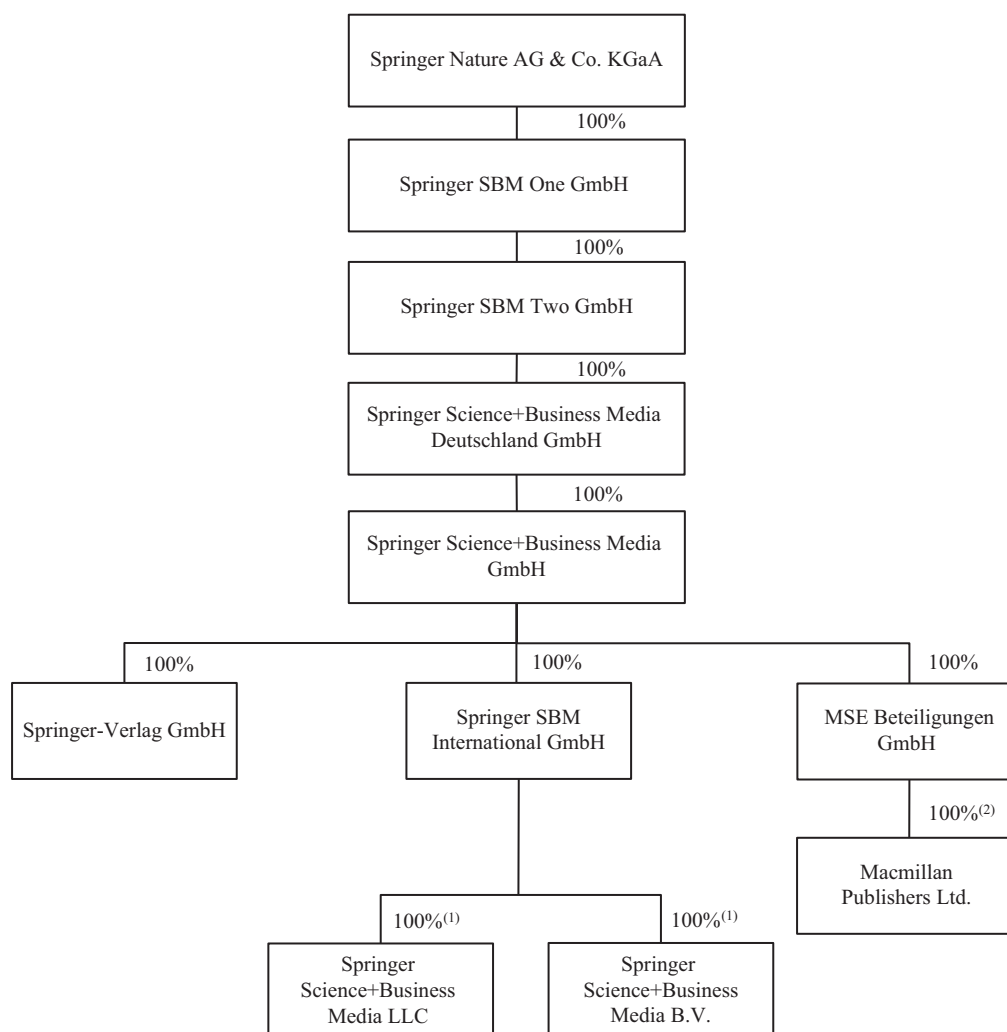 Springer Nature AG & Co. KGaA
100%
Springer SBM One GmbH
100%
Springer SBM Two GmbH
100%
Springer Science+Business Media
Deutschland GmbH
100%
Springer Science+Business Media
GmbH
100%
100%
100%
Springer-Verlag GmbH
Springer SBM
International GmbH
MSE Beteiligungen
GmbH
100%(2)
Macmillan
Publishers Ltd.
100%(1)
100%(1)
Springer
Science+Business
Media LLC
Springer
Science+Business
Media B.V.